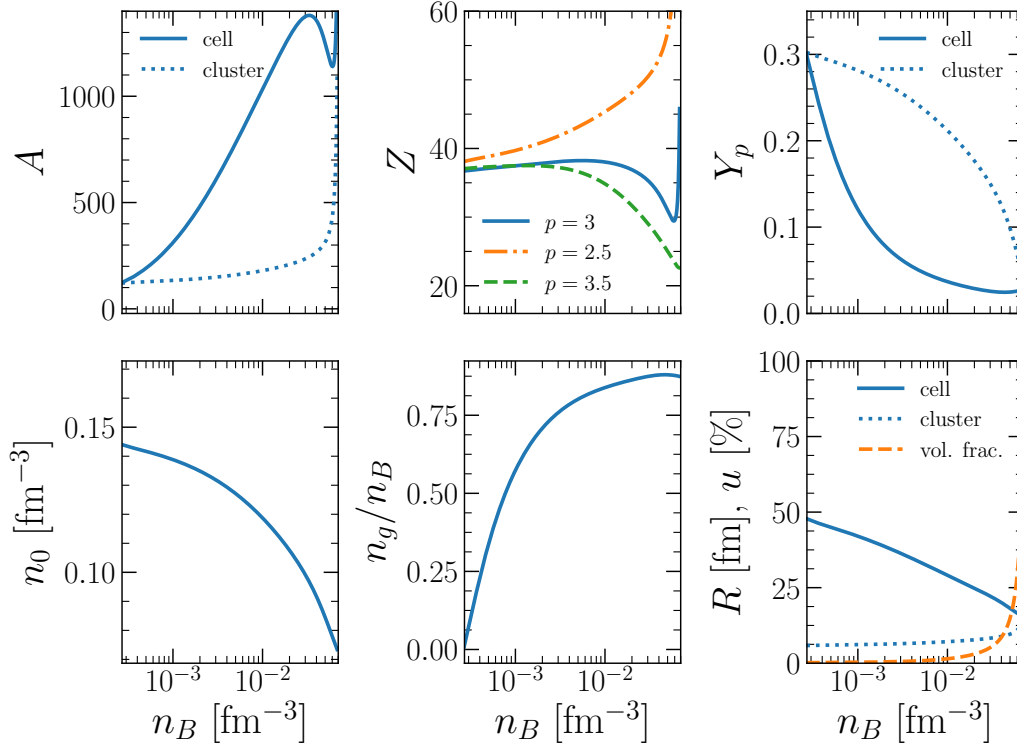 A
1000
500
0
cell
cluster
Z
60
40
20
p = 3
p = 2.5
p = 3.5
Y_p
0.3
0.2
0.1
0.0
cell
cluster
n_0 [fm^{-3}]
0.15
0.10
10^{-3}
10^{-2}
n_B [fm^{-3}]
n_g/n_B
0.75
0.50
0.25
0.00
10^{-3}
10^{-2}
n_B [fm^{-3}]
R [fm], u [%]
100
75
50
25
0
cell
cluster
vol. frac.
10^{-3}
10^{-2}
n_B [fm^{-3}]